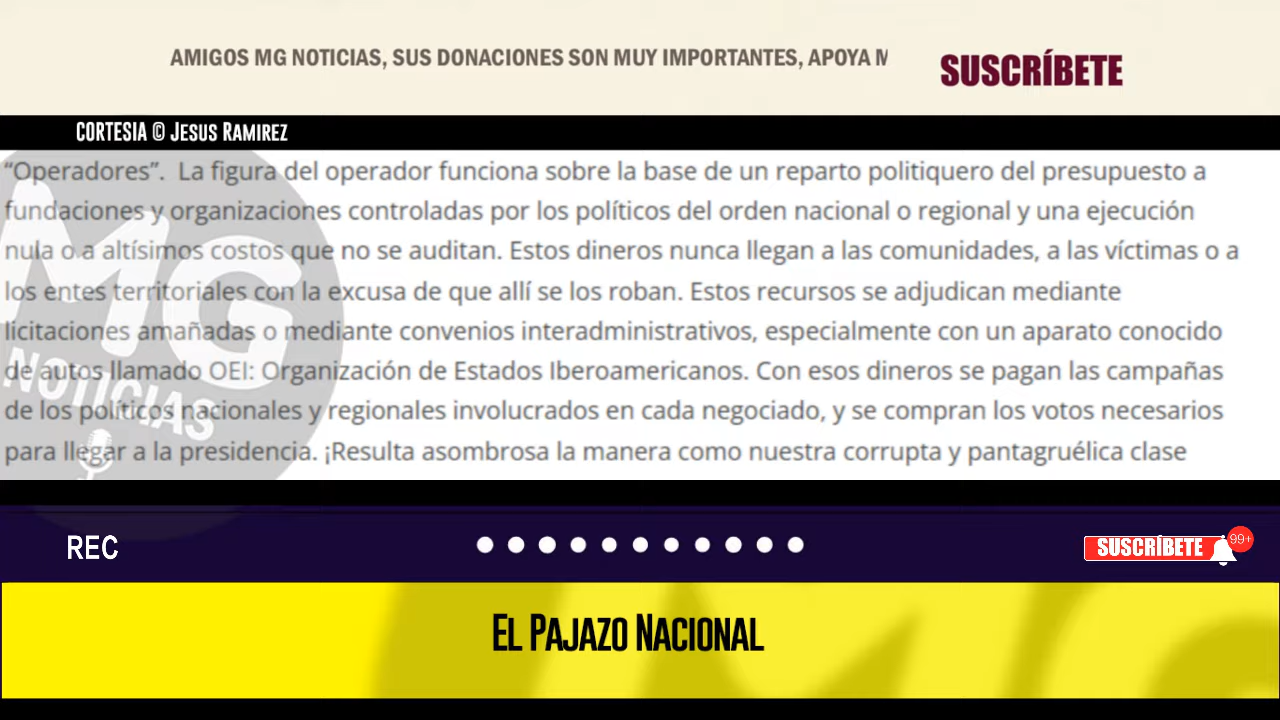 AMIGOS MG NOTICIAS, SUS DONACIONES SON MUY IMPORTANTES, APOYA M
SUSCRÍBETE
CORTESIA © JESUS RAMIREZ
“Operadores”. La figura del operador funciona sobre la base de un reparto politiquero del presupuesto a
fundaciones y organizaciones controladas por los políticos del orden nacional o regional y una ejecución
nula o a altísimos costos que no se auditan. Estos dineros nunca llegan a las comunidades, a las víctimas o a
los entes territoriales con la excusa de que allí se los roban. Estos recursos se adjudican mediante
licitaciones amañadas o mediante convenios interadministrativos, especialmente con un aparato conocido
de autos llamado OEI: Organización de Estados Iberoamericanos. Con esos dineros se pagan las campañas
de los políticos nacionales y regionales involucrados en cada negociado, y se compran los votos necesarios
para llegar a la presidencia. ¡Resulta asombrosa la manera como nuestra corrupta y pantagruélica clase
MG
NOTICIAS
REC
SUSCRÍBETE
99+
EL PAJAZO NACIONAL